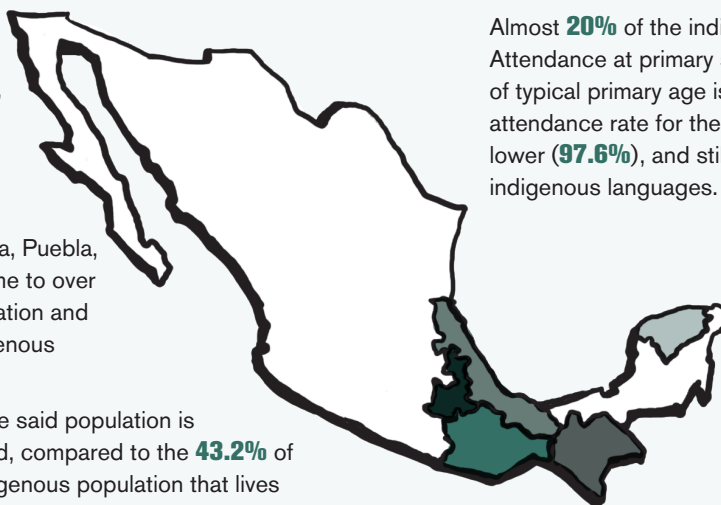 Almost 20% of the indi
Attendance at primary
of typical primary age is
attendance rate for the
lower (97.6%), and sti
indigenous languages.
a, Puebla,
ne to over
ation and
enous
e said population is
d, compared to the 43.2% of
igenous population that lives